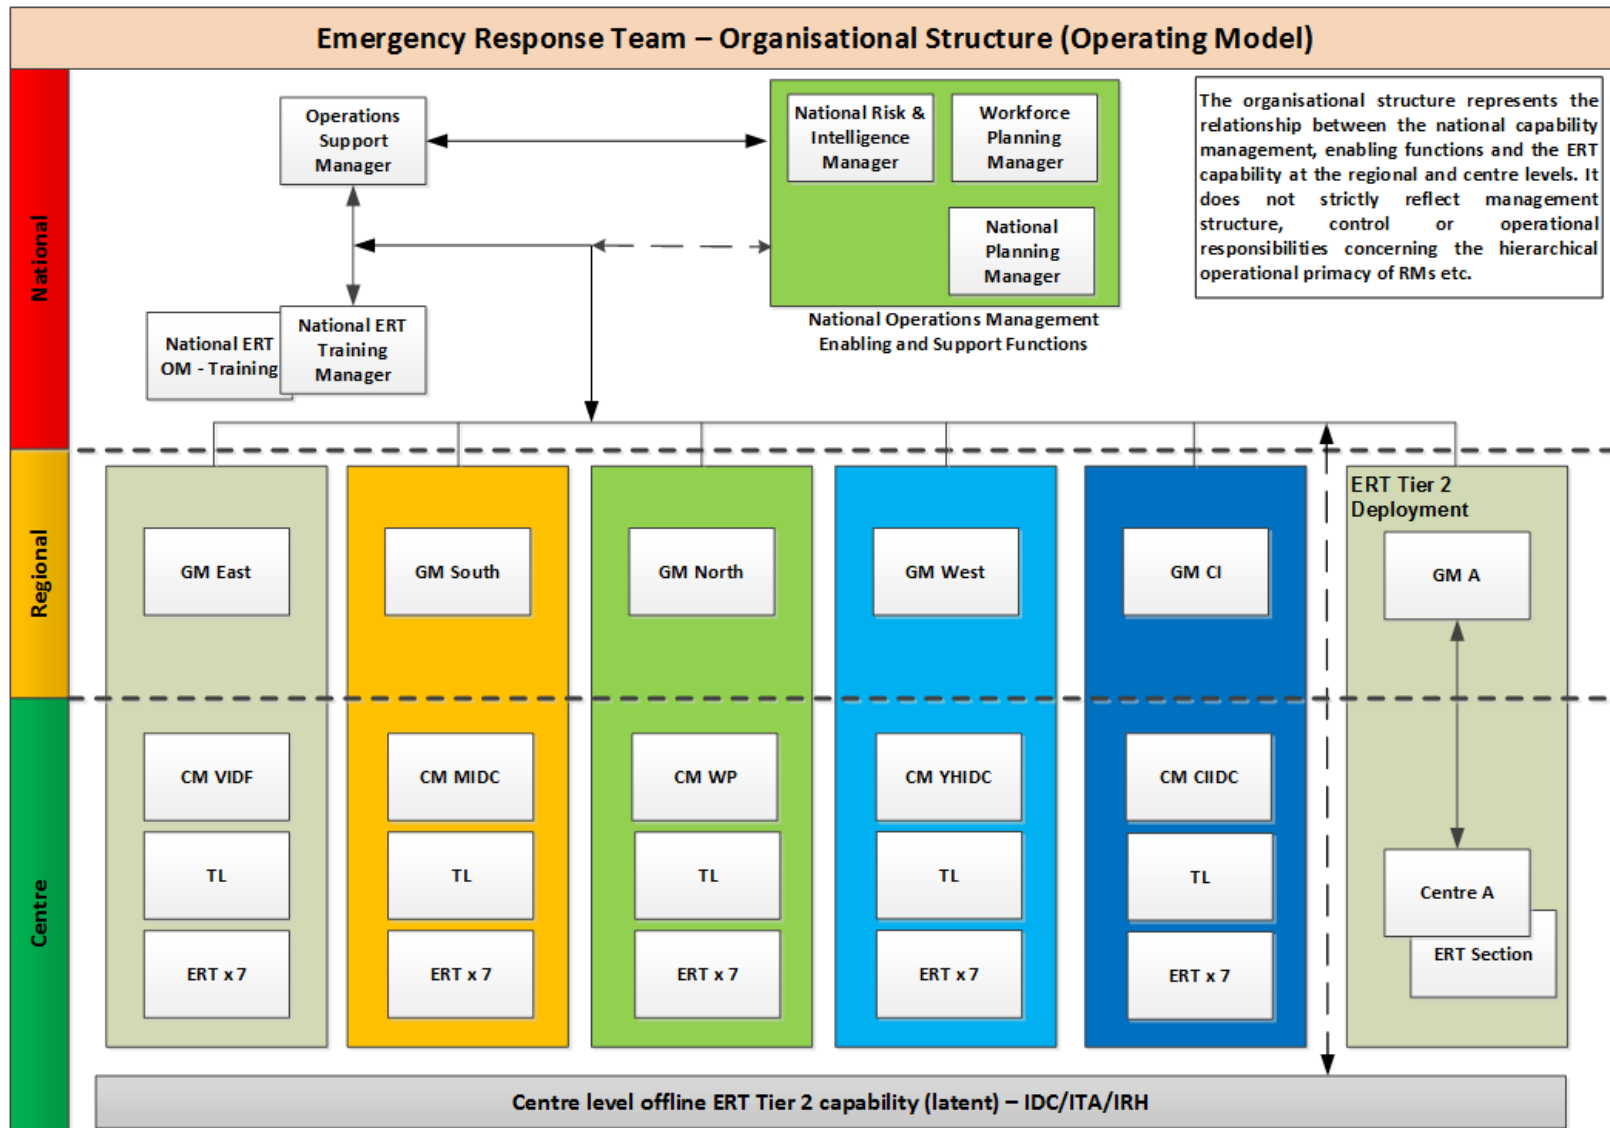 Emergency Response Team – Organisational Structure (Operating Model)
National
Operations
Support
Manager
National Risk &
Intelligence
Manager
Workforce
Planning
Manager
National
Planning
Manager
National Operations Management
Enabling and Support Functions
The organisational structure represents the
relationship between the national capability
management, enabling functions and the ERT
capability at the regional and centre levels. It
does not strictly reflect management
structure, control or operational
responsibilities concerning the hierarchical
operational primacy of RMs etc.
National ERT
OM - Training
National ERT
Training
Manager
Regional
GM East
GM South
GM North
GM West
GM CI
ERT Tier 2
Deployment
GM A
Centre
CM VIDF
CM MIDC
CM WP
CM YHIDC
CM CIIDC
TL
TL
TL
TL
TL
Centre A
ERT Section
ERT x 7
ERT x 7
ERT x 7
ERT x 7
ERT x 7
Centre level offline ERT Tier 2 capability (latent) – IDC/ITA/IRH